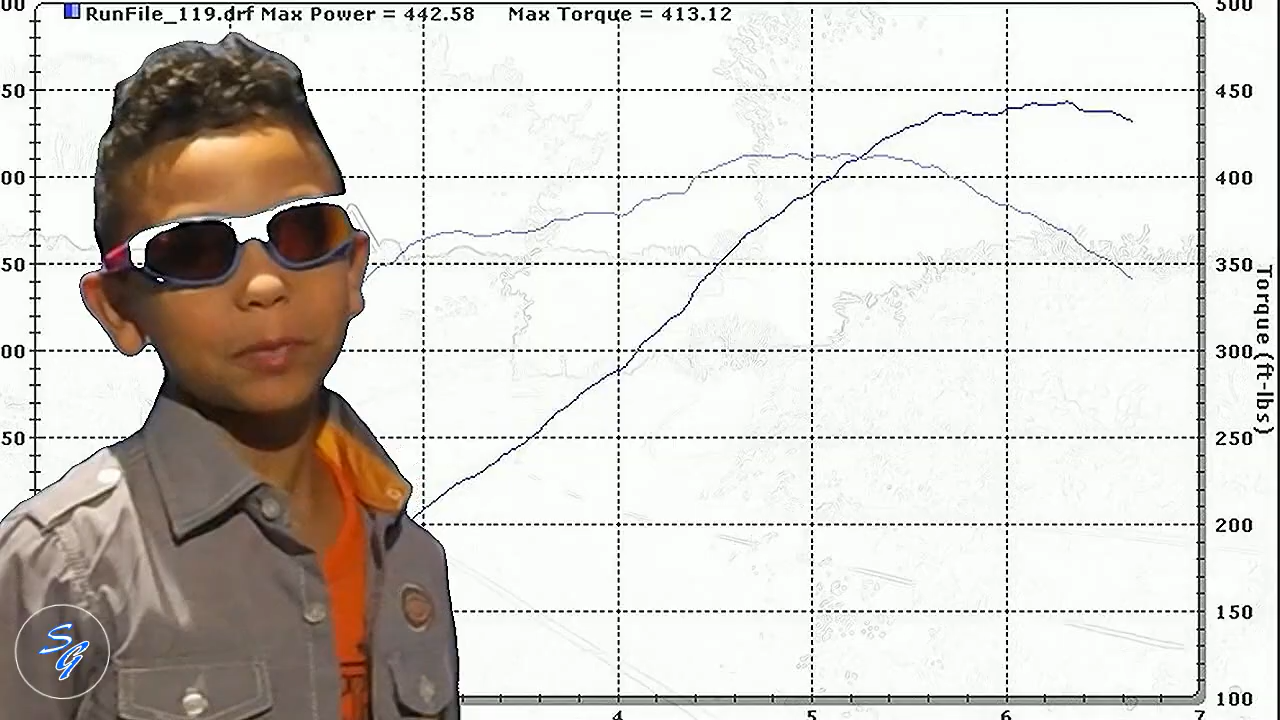 RunFile_119.drf Max Power = 442.58 Max Torque = 413.12
500
50 450
00 400
50 350
00 300
50 250
200
150
100
Torque (ft-lbs)
4 5 6 7
SG